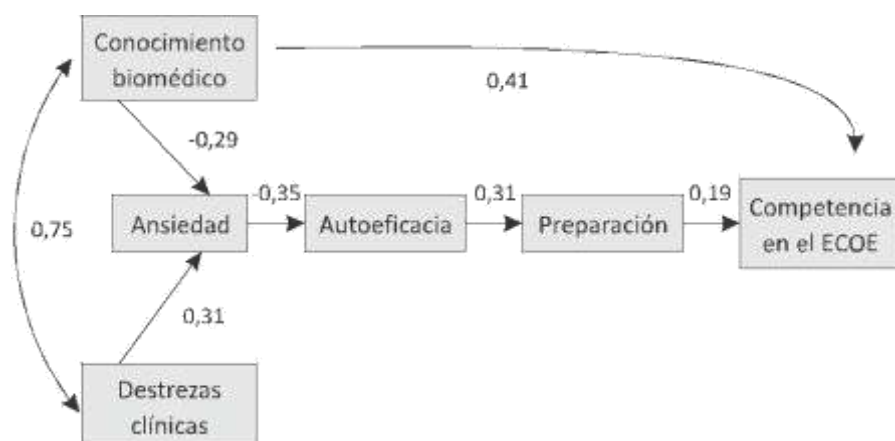 Conocimiento
biomédico
0,41
-0,29
-0,35
0,31
0,19
Ansiedad
Autoeficacia
Preparación
Competencia
en el ECOE
0,75
0,31
Destrezas
clínicas